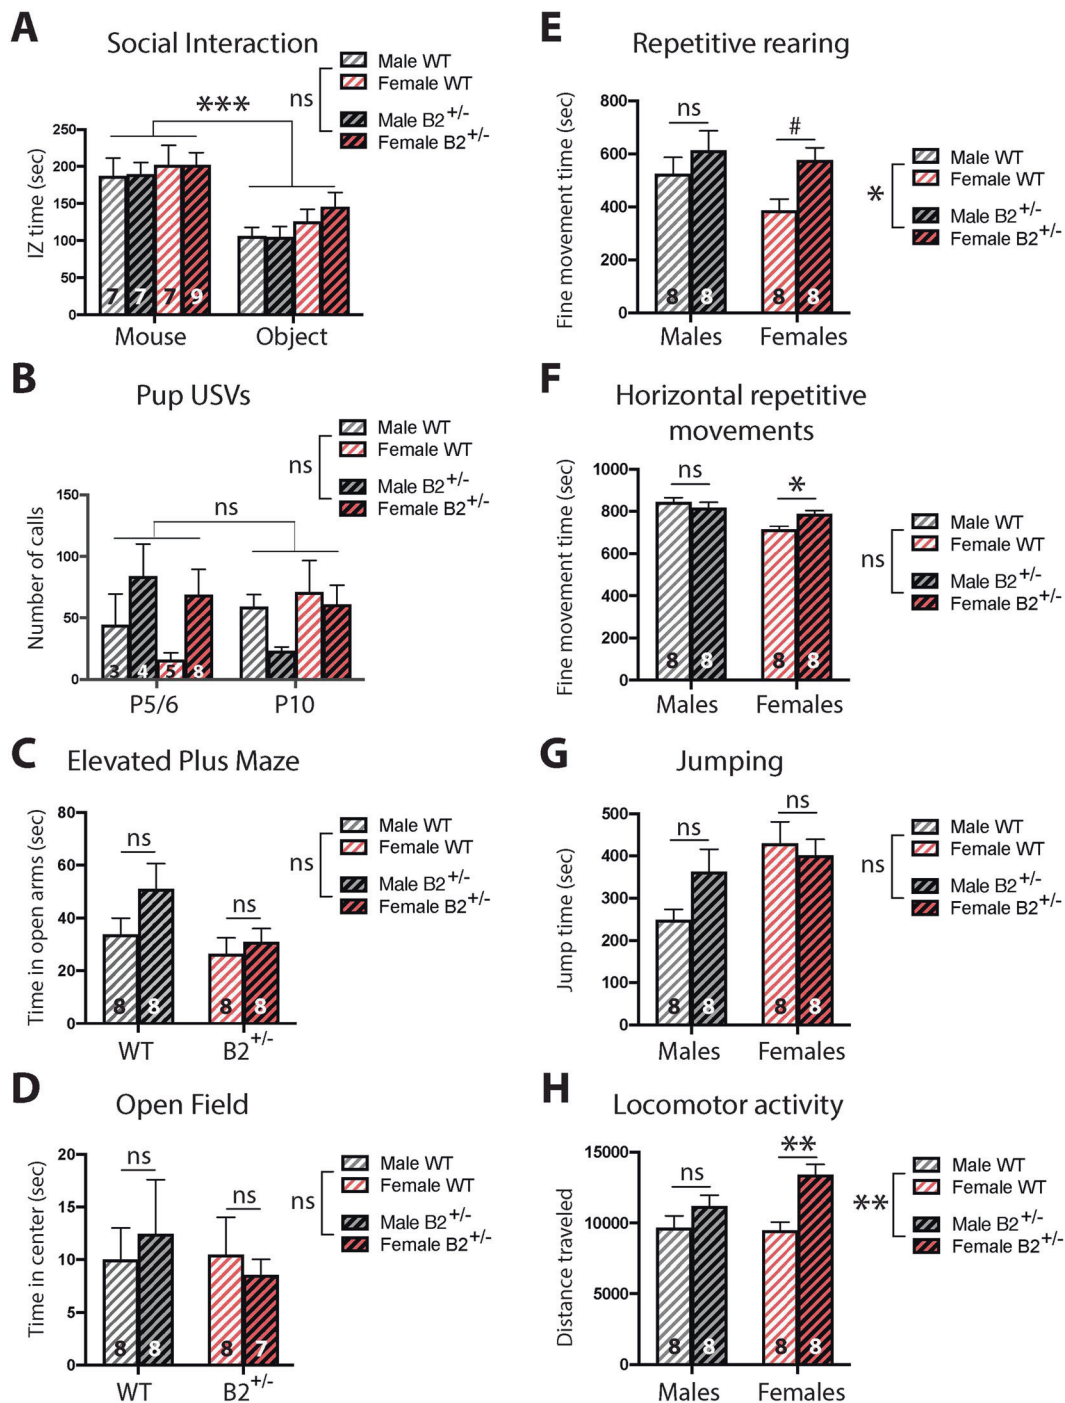 A
Social Interaction
Male WT
Female WT
Male B2+/-
Female B2+/-
ns
***
IZ time (sec)
250
200
150
100
50
0
7
7
7
9
Mouse
Object
B
Pup USVs
Male WT
Female WT
Male B2+/-
Female B2+/-
ns
ns
Number of calls
150
100
50
0
3
4
5
8
P5/6
P10
C
Elevated Plus Maze
Male WT
Female WT
Male B2+/-
Female B2+/-
ns
ns
ns
Time in open arms (sec)
80
60
40
20
0
8
8
8
8
WT
B2+/-
D
Open Field
Male WT
Female WT
Male B2+/-
Female B2+/-
ns
ns
ns
Time in center (sec)
20
15
10
5
0
8
8
8
7
WT
B2+/-
E
Repetitive rearing
Male WT
Female WT
Male B2+/-
Female B2+/-
*
ns
#
Fine movement time (sec)
800
600
400
200
0
8
8
8
8
Males
Females
F
Horizontal repetitive
movements
Male WT
Female WT
Male B2+/-
Female B2+/-
ns
ns
*
Fine movement time (sec)
1000
800
600
400
200
0
8
8
8
8
Males
Females
G
Jumping
Male WT
Female WT
Male B2+/-
Female B2+/-
ns
ns
ns
Jump time (sec)
500
400
300
200
100
0
8
8
8
8
Males
Females
H
Locomotor activity
Male WT
Female WT
Male B2+/-
Female B2+/-
**
ns
**
Distance traveled
15000
10000
5000
0
8
8
8
8
Males
Females